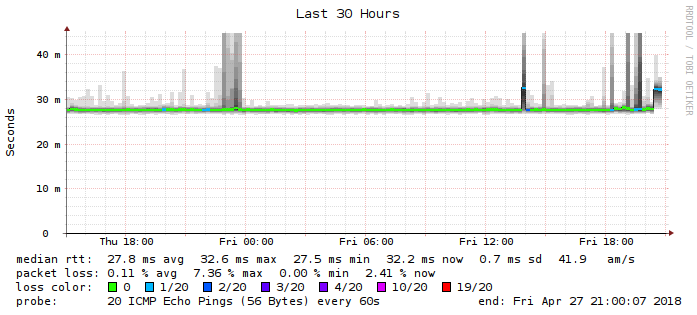 Last 30 Hours
RRDTOOL / TOBI OETIKER
Seconds
40 m
30 m
20 m
10 m
0
Thu 18:00 Fri 00:00 Fri 06:00 Fri 12:00 Fri 18:00
median rtt: 27.8 ms avg 32.6 ms max 27.5 ms min 32.2 ms now 0.7 ms sd 41.9 am/s
packet loss: 0.11 % avg 7.36 % max 0.00 % min 2.41 % now
loss color: 0 1/20 2/20 3/20 4/20 10/20 19/20
probe: 20 ICMP Echo Pings (56 Bytes) every 60s end: Fri Apr 27 21:00:07 2018